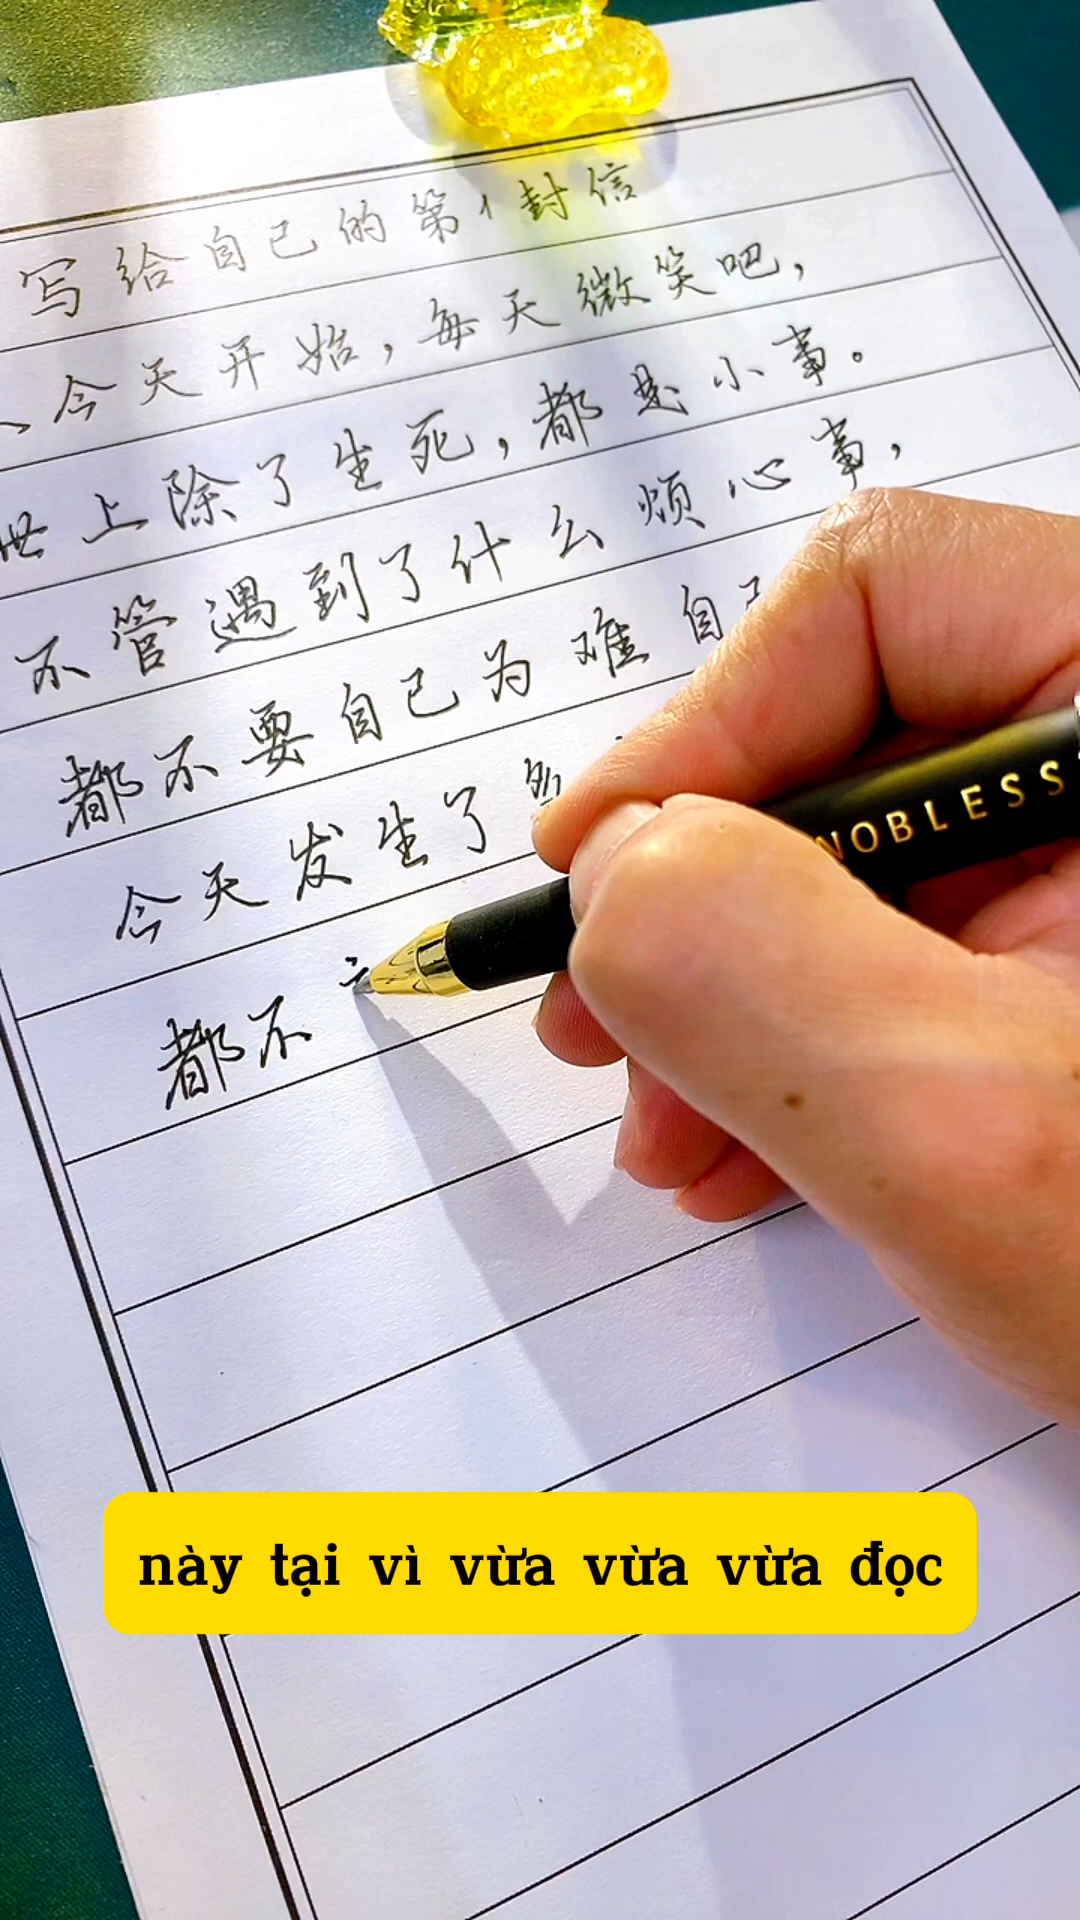 写给自己的第1封信
今天开始，每天微笑吧，
世上除了生死，都是小事。
不管遇到了什么烦心事，
都不要自己为难自己
今天发生了
都不
NOBLESS
này tại vì vừa vừa vừa đọc